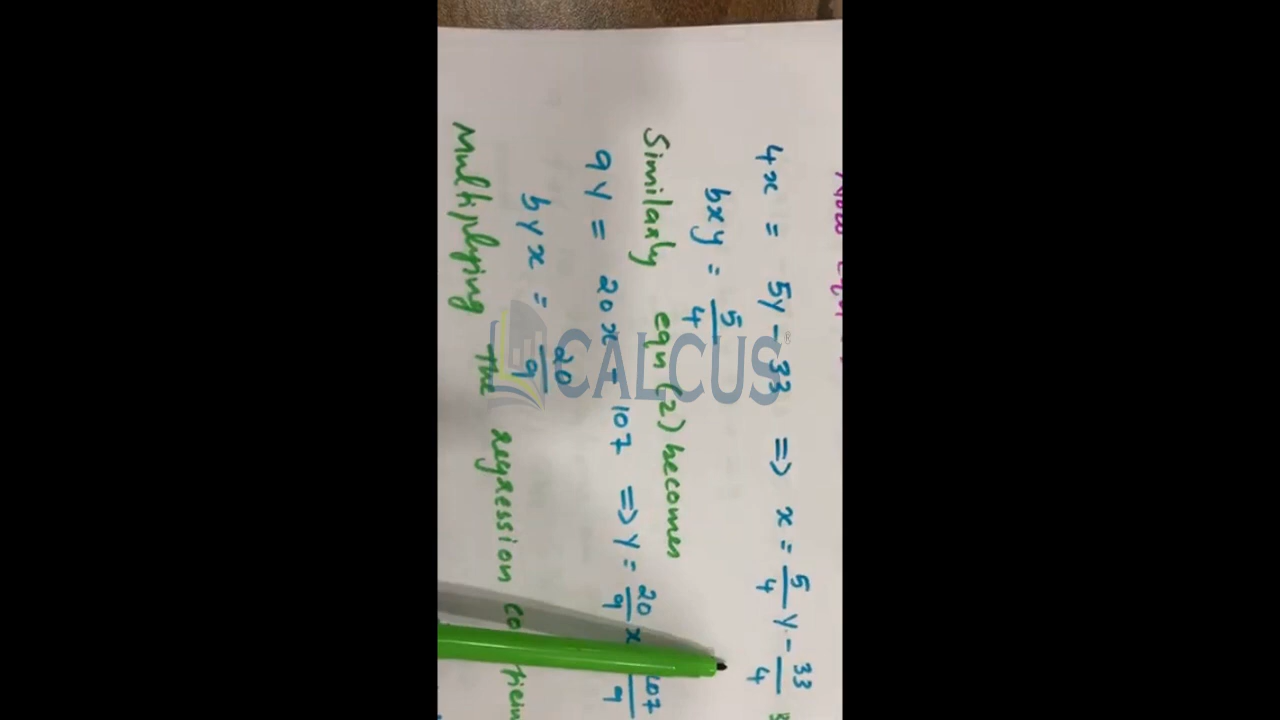 4x = 5y - 33 ⇒ x = 5/4 y - 33/4
bxy = 5/4
Similarly eqn (2) becomes
9y = 20x - 107 ⇒ y = 20/9 x 107/9
byx = 20/9
Multiplying the regression
CALCUS